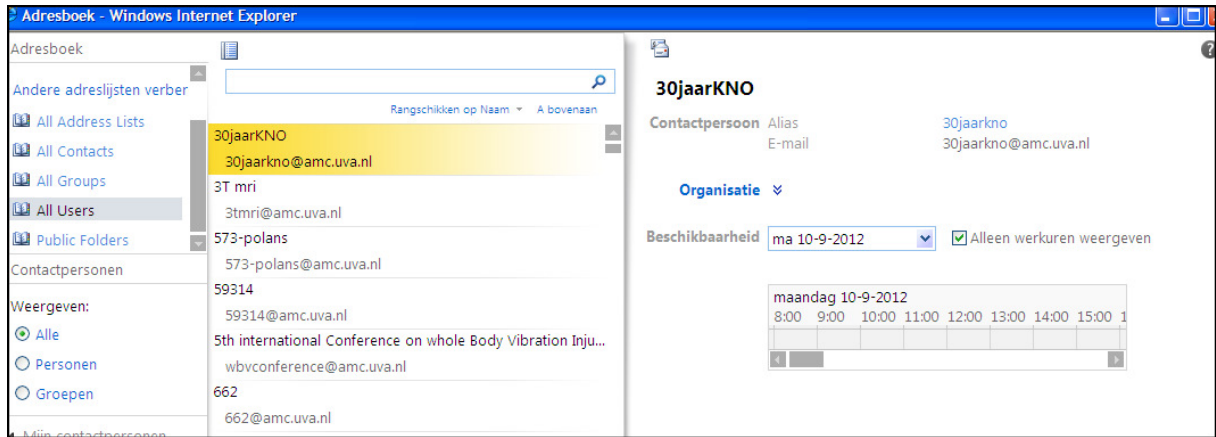 Adresboek - Windows Internet Explorer
Adresboek
Andere adreslijsten verber
All Address Lists
All Contacts
All Groups
All Users
Public Folders
Contactpersonen
Weergeven:
Alle
Personen
Groepen
Mijn contactpersonen
Rangschikken op Naam
A bovenaan
30jaarKNO
30jaarkno@amc.uva.nl
3T mri
3tmri@amc.uva.nl
573-polans
573-polans@amc.uva.nl
59314
59314@amc.uva.nl
5th international Conference on whole Body Vibration Inju...
wbvconference@amc.uva.nl
662
662@amc.uva.nl
30jaarKNO
Contactpersoon Alias 30jaarkno
E-mail 30jaarkno@amc.uva.nl
Organisatie
Beschikbaarheid ma 10-9-2012 Alleen werkuren weergeven
maandag 10-9-2012
8:00 9:00 10:00 11:00 12:00 13:00 14:00 15:00 1